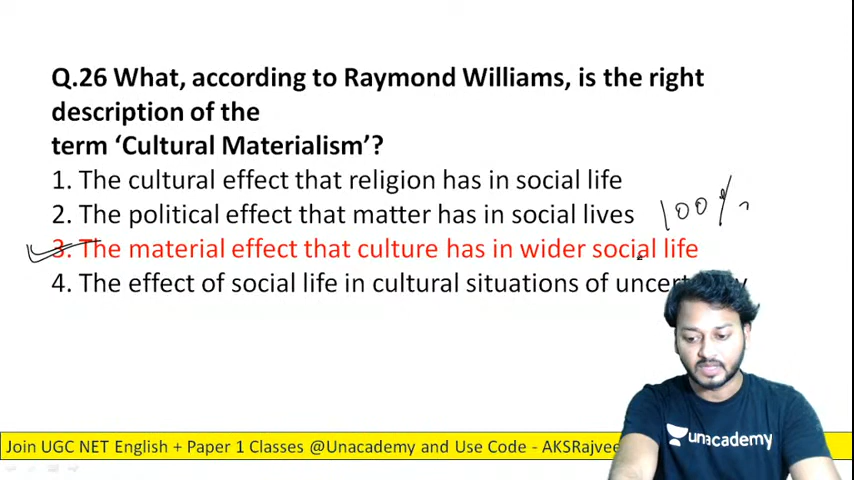 Q.26 What, according to Raymond Williams, is the right
description of the
term ‘Cultural Materialism’?
1. The cultural effect that religion has in social life
2. The political effect that matter has in social lives
100%
3. The material effect that culture has in wider social life
4. The effect of social life in cultural situations of uncertainty
unacademy
Join UGC NET English + Paper 1 Classes @Unacademy and Use Code - AKSRajvee